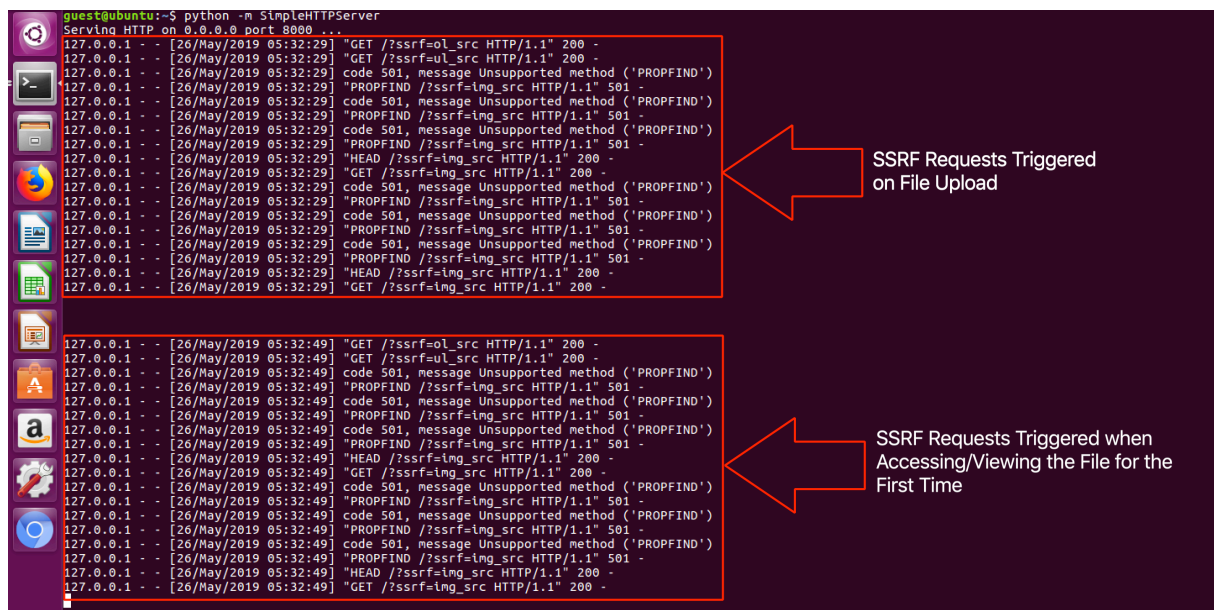 guest@ubuntu:~$ python -m SimpleHTTPServer
Serving HTTP on 0.0.0.0 port 8000 ...
127.0.0.1 - - [26/May/2019 05:32:29] "GET /?ssrf=ol_src HTTP/1.1" 200 -
127.0.0.1 - - [26/May/2019 05:32:29] "GET /?ssrf=ul_src HTTP/1.1" 200 -
127.0.0.1 - - [26/May/2019 05:32:29] code 501, message Unsupported method ('PROPFIND')
127.0.0.1 - - [26/May/2019 05:32:29] "PROPFIND /?ssrf=img_src HTTP/1.1" 501 -
127.0.0.1 - - [26/May/2019 05:32:29] code 501, message Unsupported method ('PROPFIND')
127.0.0.1 - - [26/May/2019 05:32:29] "PROPFIND /?ssrf=img_src HTTP/1.1" 501 -
127.0.0.1 - - [26/May/2019 05:32:29] code 501, message Unsupported method ('PROPFIND')
127.0.0.1 - - [26/May/2019 05:32:29] "PROPFIND /?ssrf=img_src HTTP/1.1" 501 -
127.0.0.1 - - [26/May/2019 05:32:29] "HEAD /?ssrf=img_src HTTP/1.1" 200 -
127.0.0.1 - - [26/May/2019 05:32:29] "GET /?ssrf=img_src HTTP/1.1" 200 -
127.0.0.1 - - [26/May/2019 05:32:29] code 501, message Unsupported method ('PROPFIND')
127.0.0.1 - - [26/May/2019 05:32:29] "PROPFIND /?ssrf=img_src HTTP/1.1" 501 -
127.0.0.1 - - [26/May/2019 05:32:29] code 501, message Unsupported method ('PROPFIND')
127.0.0.1 - - [26/May/2019 05:32:29] "PROPFIND /?ssrf=img_src HTTP/1.1" 501 -
127.0.0.1 - - [26/May/2019 05:32:29] code 501, message Unsupported method ('PROPFIND')
127.0.0.1 - - [26/May/2019 05:32:29] "PROPFIND /?ssrf=img_src HTTP/1.1" 501 -
127.0.0.1 - - [26/May/2019 05:32:29] "HEAD /?ssrf=img_src HTTP/1.1" 200 -
127.0.0.1 - - [26/May/2019 05:32:29] "GET /?ssrf=img_src HTTP/1.1" 200 -
SSRF Requests Triggered
on File Upload
127.0.0.1 - - [26/May/2019 05:32:49] "GET /?ssrf=ol_src HTTP/1.1" 200 -
127.0.0.1 - - [26/May/2019 05:32:49] "GET /?ssrf=ul_src HTTP/1.1" 200 -
127.0.0.1 - - [26/May/2019 05:32:49] code 501, message Unsupported method ('PROPFIND')
127.0.0.1 - - [26/May/2019 05:32:49] "PROPFIND /?ssrf=img_src HTTP/1.1" 501 -
127.0.0.1 - - [26/May/2019 05:32:49] code 501, message Unsupported method ('PROPFIND')
127.0.0.1 - - [26/May/2019 05:32:49] "PROPFIND /?ssrf=img_src HTTP/1.1" 501 -
127.0.0.1 - - [26/May/2019 05:32:49] code 501, message Unsupported method ('PROPFIND')
127.0.0.1 - - [26/May/2019 05:32:49] "PROPFIND /?ssrf=img_src HTTP/1.1" 501 -
127.0.0.1 - - [26/May/2019 05:32:49] "HEAD /?ssrf=img_src HTTP/1.1" 200 -
127.0.0.1 - - [26/May/2019 05:32:49] "GET /?ssrf=img_src HTTP/1.1" 200 -
127.0.0.1 - - [26/May/2019 05:32:49] code 501, message Unsupported method ('PROPFIND')
127.0.0.1 - - [26/May/2019 05:32:49] "PROPFIND /?ssrf=img_src HTTP/1.1" 501 -
127.0.0.1 - - [26/May/2019 05:32:49] code 501, message Unsupported method ('PROPFIND')
127.0.0.1 - - [26/May/2019 05:32:49] "PROPFIND /?ssrf=img_src HTTP/1.1" 501 -
127.0.0.1 - - [26/May/2019 05:32:49] code 501, message Unsupported method ('PROPFIND')
127.0.0.1 - - [26/May/2019 05:32:49] "PROPFIND /?ssrf=img_src HTTP/1.1" 501 -
127.0.0.1 - - [26/May/2019 05:32:49] "HEAD /?ssrf=img_src HTTP/1.1" 200 -
127.0.0.1 - - [26/May/2019 05:32:49] "GET /?ssrf=img_src HTTP/1.1" 200 -
SSRF Requests Triggered when
Accessing/Viewing the File for the
First Time